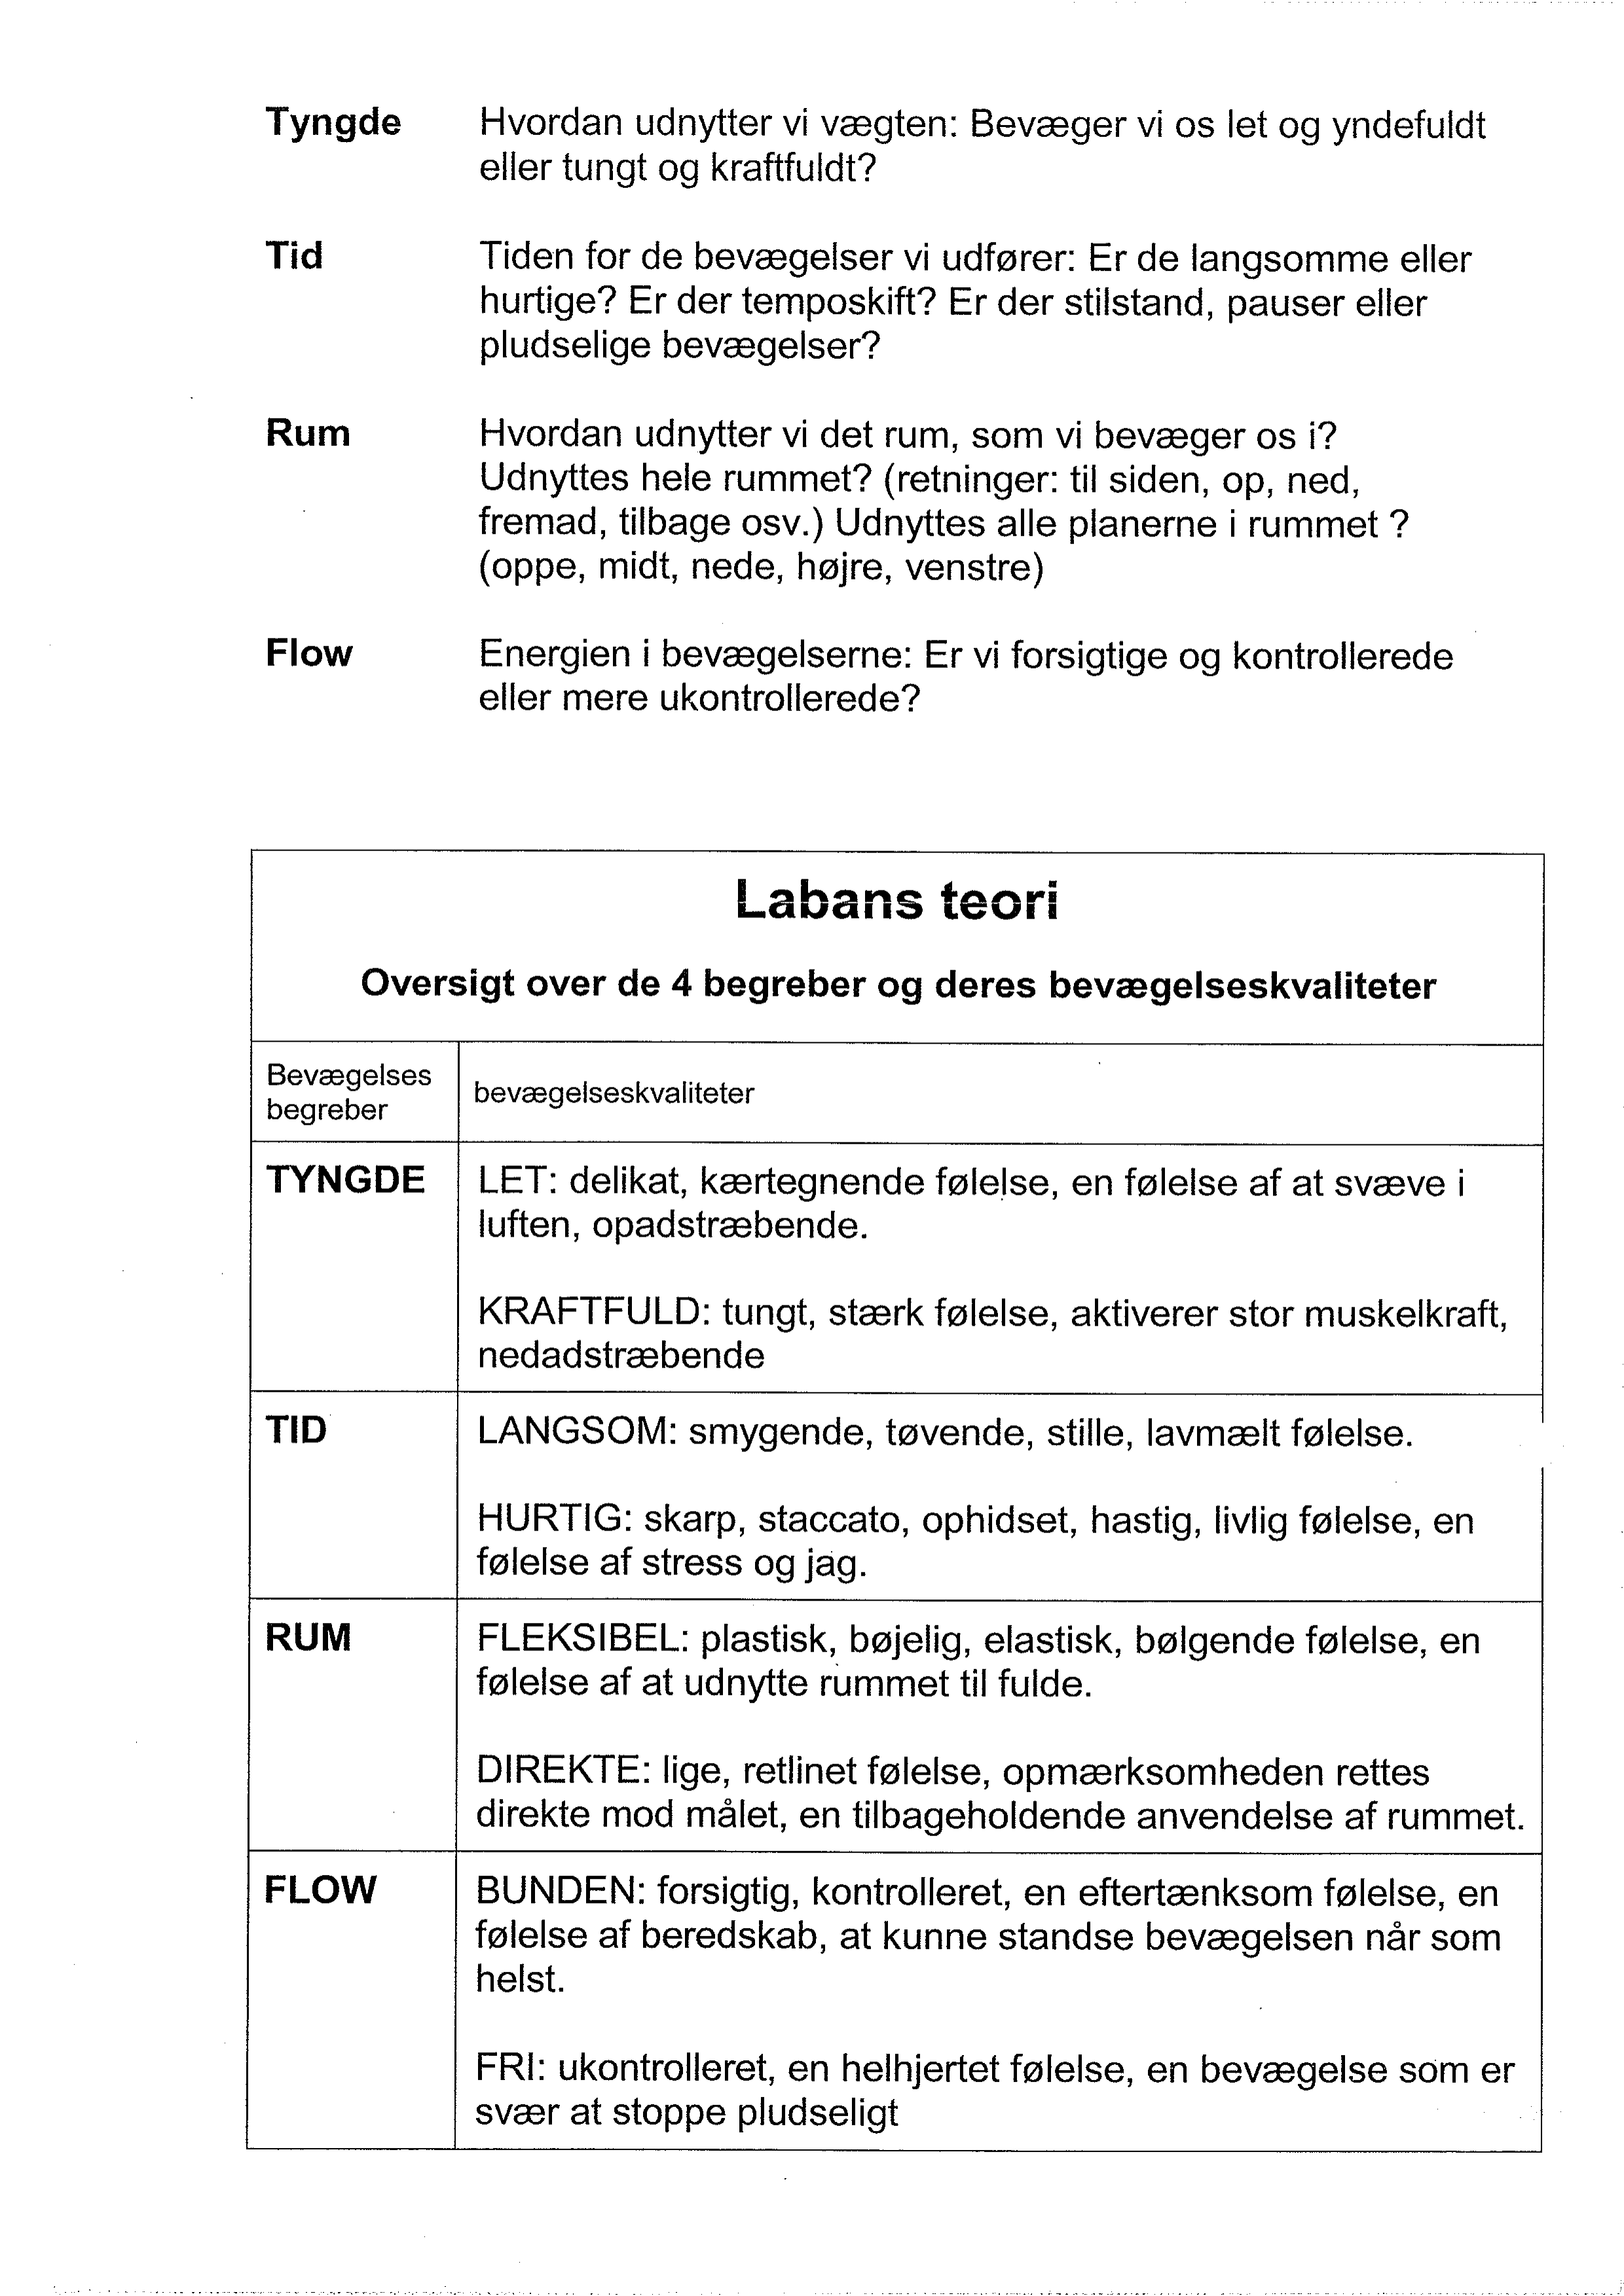 Tyngde Hvordan udnytter vi vægten: Bevæger vi os let og yndefuldt
eller tungt og kraftfuldt?
Tid Tiden for de bevægelser vi udfører: Er de langsomme eller
hurtige? Er der temposkift? Er der stilstand, pauser eller
pludselige bevægelser?
Rum Hvordan udnytter vi det rum, som vi bevæger os i?
Udnyttes hele rummet? (retninger: til siden, op, ned,
fremad, tilbage osv.) Udnyttes alle planerne i rummet ?
(oppe, midt, nede, højre, venstre)
Flow Energien i bevægelserne: Er vi forsigtige og kontrollerede
eller mere ukontrollerede?
Labans teori
Oversigt over de 4 begreber og deres bevægelseskvaliteter
Bevægelses
begreber
bevægelseskvaliteter
TYNGDE LET: delikat, kærtegnende følelse, en følelse af at svæve i
luften, opadstræbende.
KRAFTFULD: tungt, stærk følelse, aktiverer stor muskelkraft,
nedadstræbende
TID LANGSOM: smygende, tøvende, stille, lavmælt følelse.
HURTIG: skarp, staccato, ophidset, hastig, livlig følelse, en
følelse af stress og jag.
RUM FLEKSIBEL: plastisk, bøjelig, elastisk, bølgende følelse, en
følelse af at udnytte rummet til fulde.
DIREKTE: lige, retlinet følelse, opmærksomheden rettes
direkte mod målet, en tilbageholdende anvendelse af rummet.
FLOW BUNDEN: forsigtig, kontrolleret, en eftertænksom følelse, en
følelse af beredskab, at kunne standse bevægelsen når som
helst.
FRI: ukontrolleret, en helhjertet følelse, en bevægelse som er
svær at stoppe pludseligt